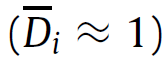 (D̅ᵢ ≈ 1)